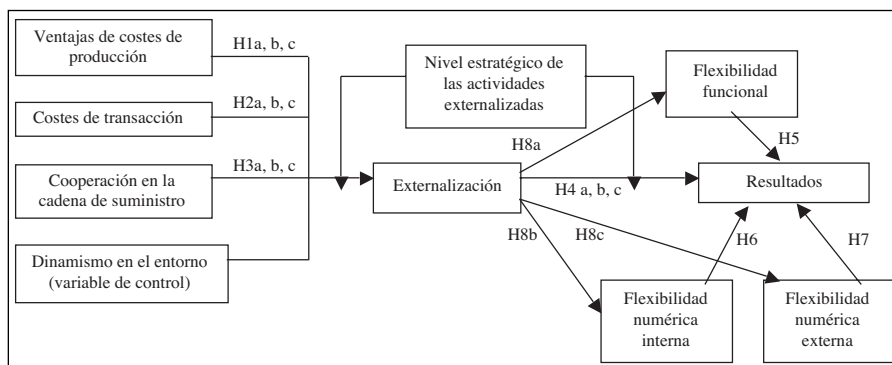 Ventajas de costes de
producción
H1a, b, c
Costes de transacción
H2a, b, c
Cooperación en la
cadena de suministro
H3a, b, c
Dinamismo en el entorno
(variable de control)
Nivel estratégico de
las actividades
externalizadas
Externalización
H8a
H4 a, b, c
H8b
H8c
Flexibilidad
funcional
H5
Resultados
H6
H7
Flexibilidad
numérica
interna
Flexibilidad
numérica
externa